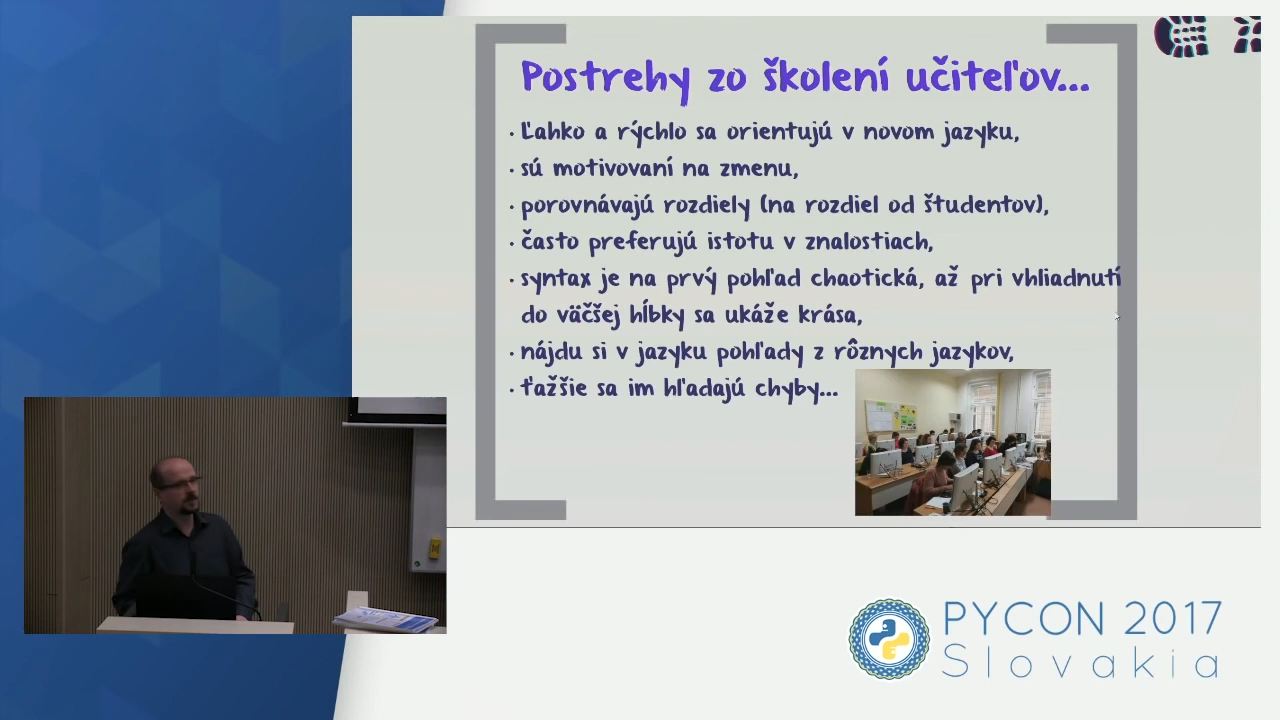 Postrehy zo školení učiteľov...
· Ľahko a rýchlo sa orientujú v novom jazyku,
· sú motivovaní na zmenu,
· porovnávajú rozdiely (na rozdiel od študentov),
· často preferujú istotu v znalostiach,
· syntax je na prvý pohľad chaotická, až pri vhliadnutí
do väčšej hĺbky sa ukáže krása,
· nájdu si v jazyku pohľady z rôznych jazykov,
· ťažšie sa im hľadajú chyby...
PYCON 2017
Slovakia